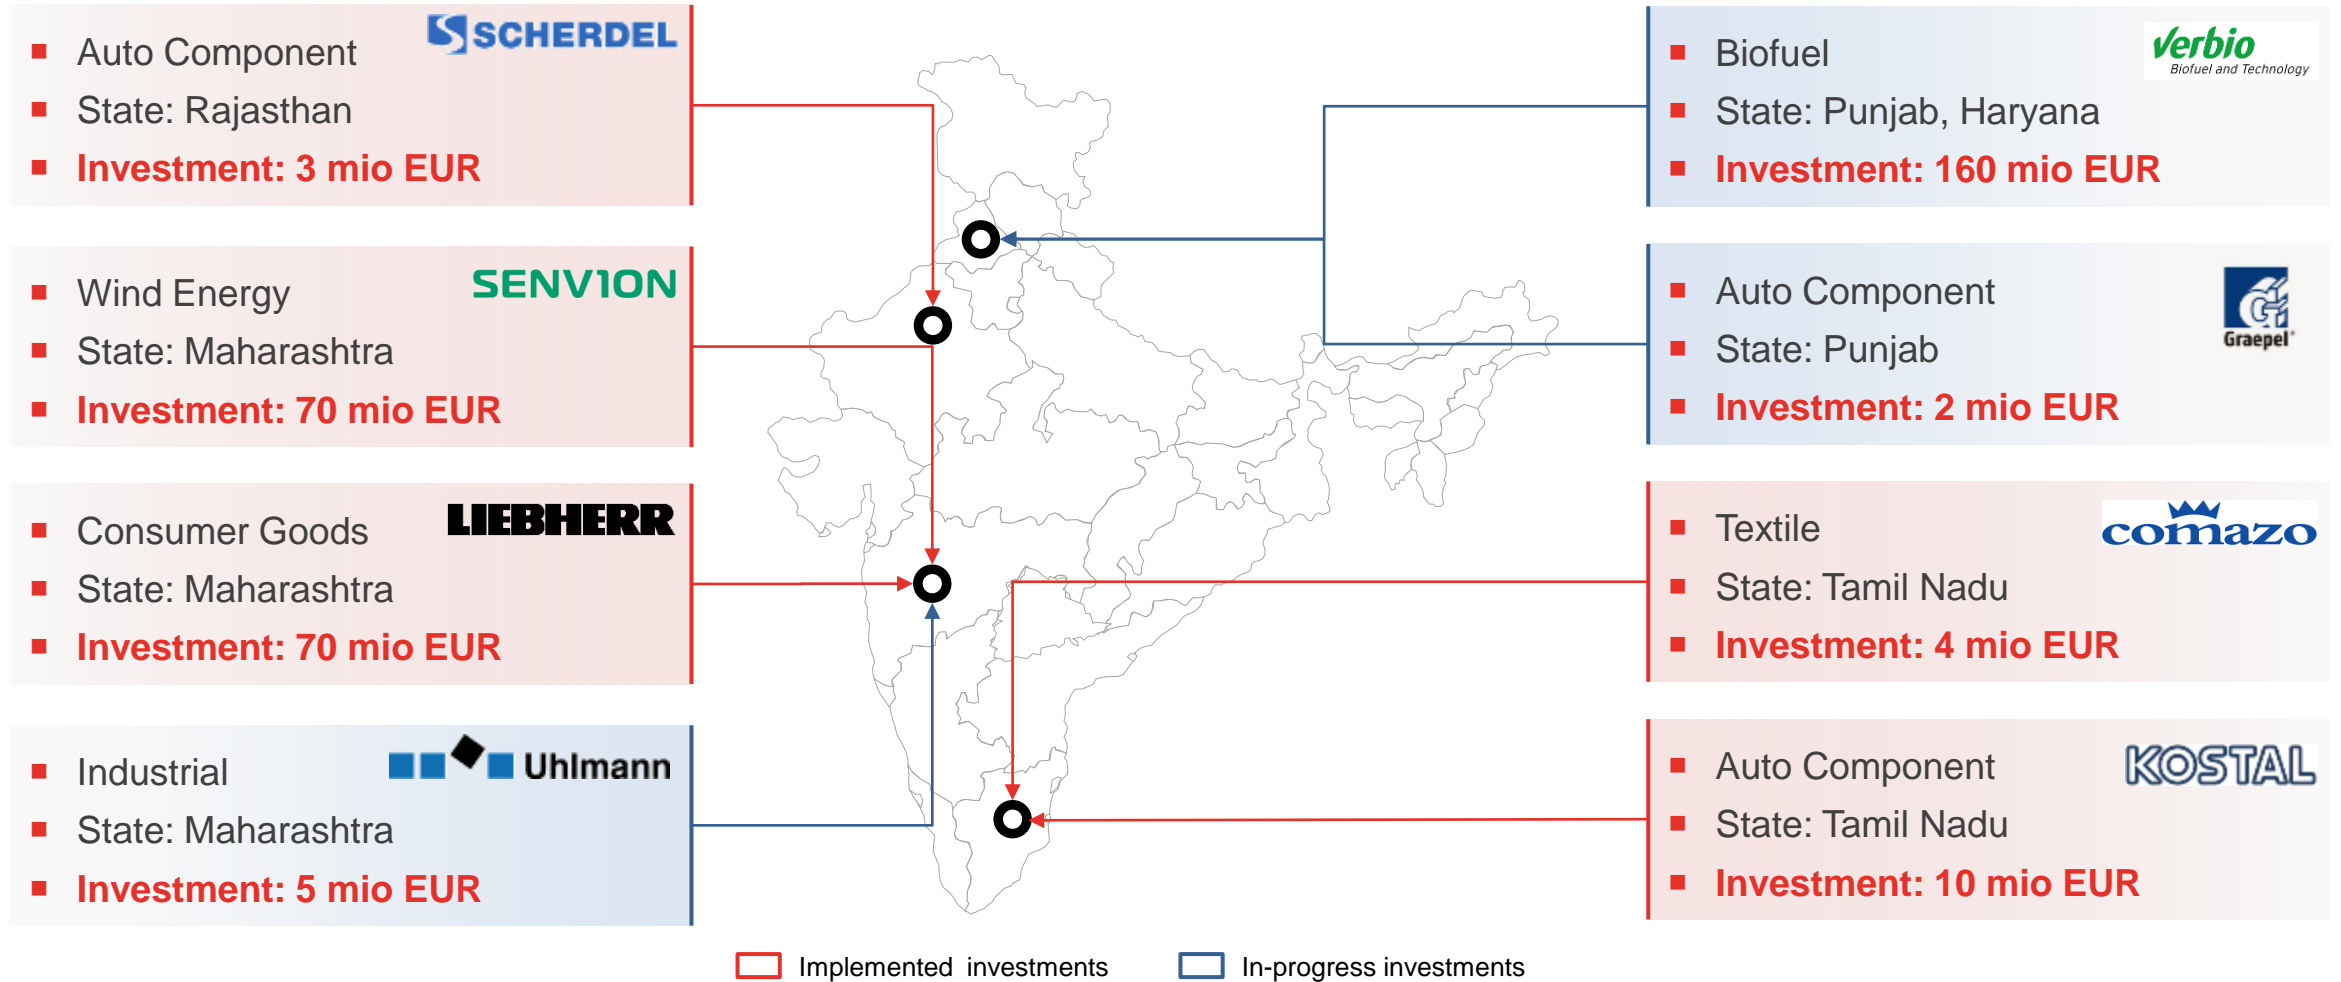 SCHERDEL
Auto Component
State: Rajasthan
Investment: 3 mio EUR
SENVION
Wind Energy
State: Maharashtra
Investment: 70 mio EUR
LIEBHERR
Consumer Goods
State: Maharashtra
Investment: 70 mio EUR
Uhlmann
Industrial
State: Maharashtra
Investment: 5 mio EUR
verbio
Biofuel and Technology
Biofuel
State: Punjab, Haryana
Investment: 160 mio EUR
Graepel
Auto Component
State: Punjab
Investment: 2 mio EUR
comazo
Textile
State: Tamil Nadu
Investment: 4 mio EUR
KOSTAL
Auto Component
State: Tamil Nadu
Investment: 10 mio EUR
Implemented investments
In-progress investments